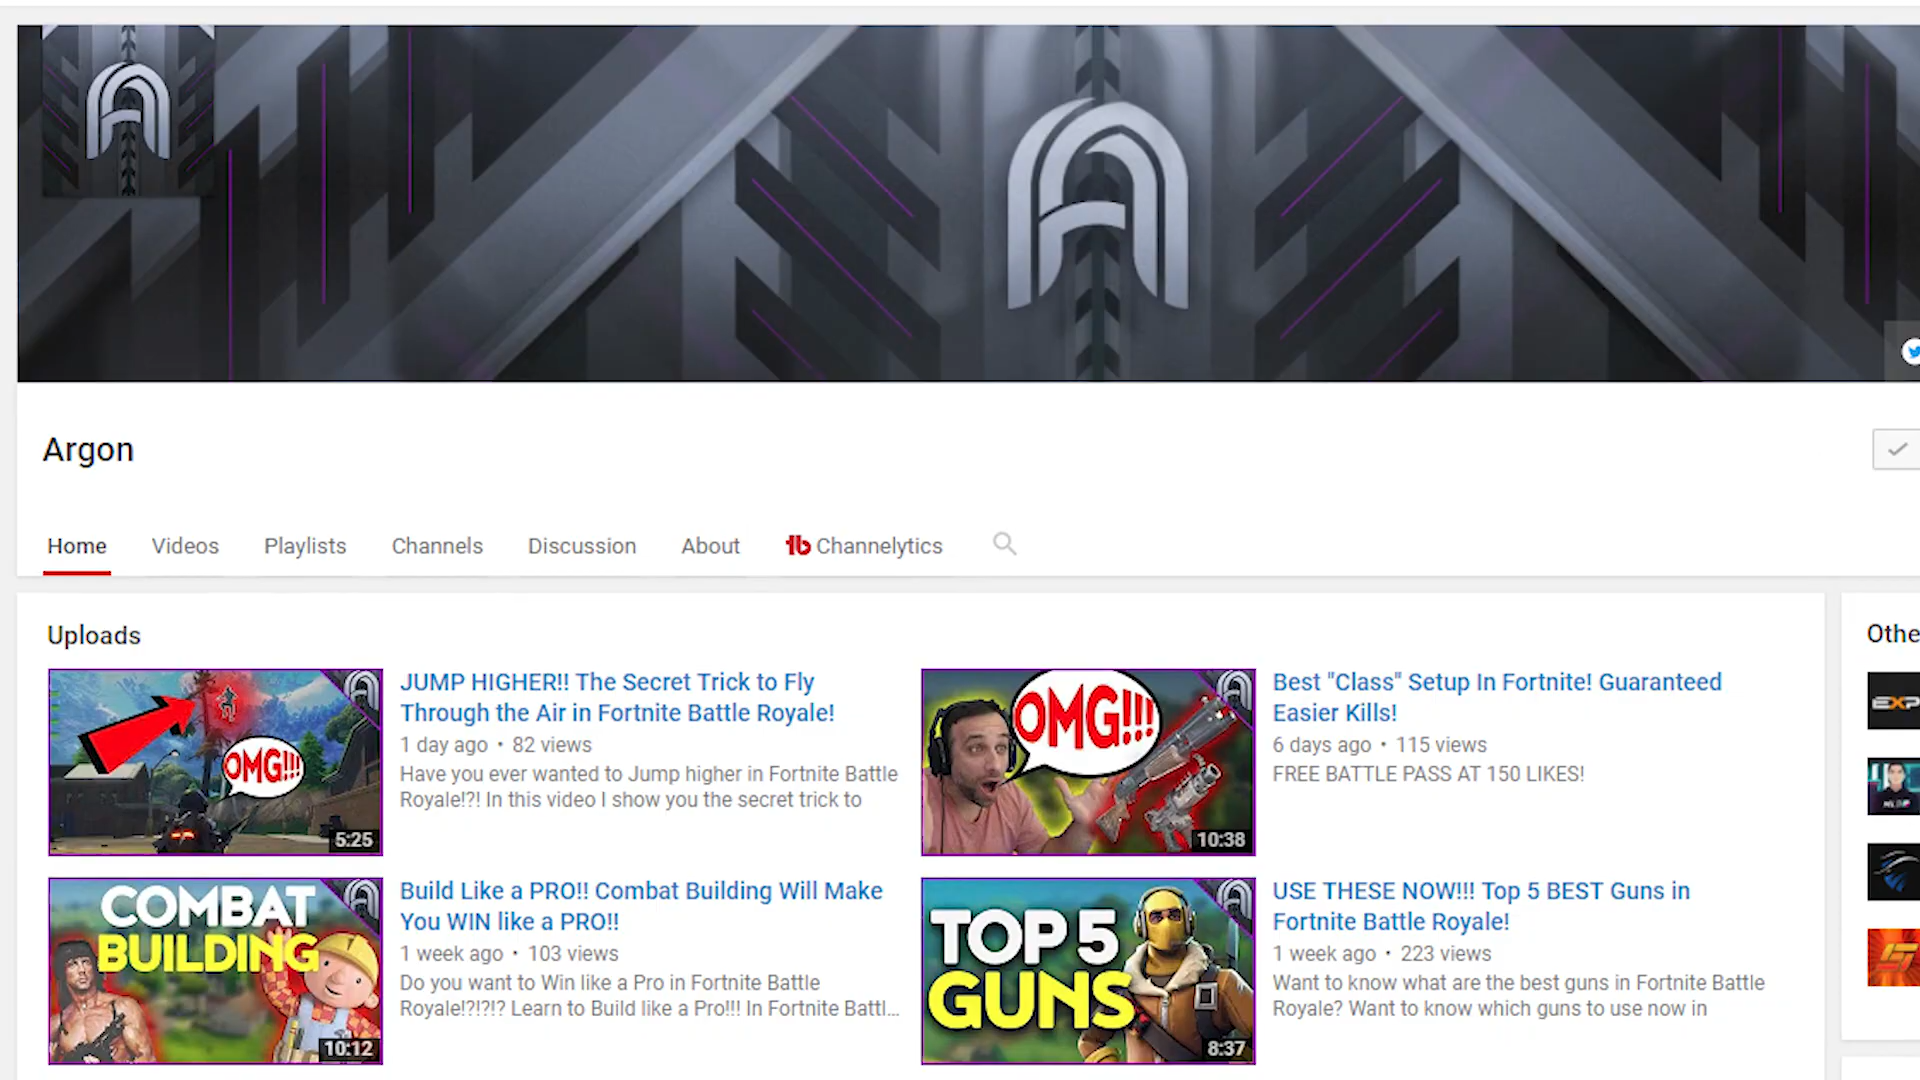 Argon
Home Videos Playlists Channels Discussion About Channelytics
Uploads
Othe
OMG!!!
5:25
JUMP HIGHER!! The Secret Trick to Fly
Through the Air in Fortnite Battle Royale!
1 day ago • 82 views
Have you ever wanted to Jump higher in Fortnite Battle
Royale!?! In this video I show you the secret trick to
OMG!!!
10:38
Best "Class" Setup In Fortnite! Guaranteed
Easier Kills!
6 days ago • 115 views
FREE BATTLE PASS AT 150 LIKES!
EXP
COMBAT
BUILDING
10:12
Build Like a PRO!! Combat Building Will Make
You WIN like a PRO!!
1 week ago • 103 views
Do you want to Win like a Pro in Fortnite Battle
Royale!?!?!? Learn to Build like a Pro!!! In Fortnite Battl...
TOP 5
GUNS
8:37
USE THESE NOW!!! Top 5 BEST Guns in
Fortnite Battle Royale!
1 week ago • 223 views
Want to know what are the best guns in Fortnite Battle
Royale? Want to know which guns to use now in